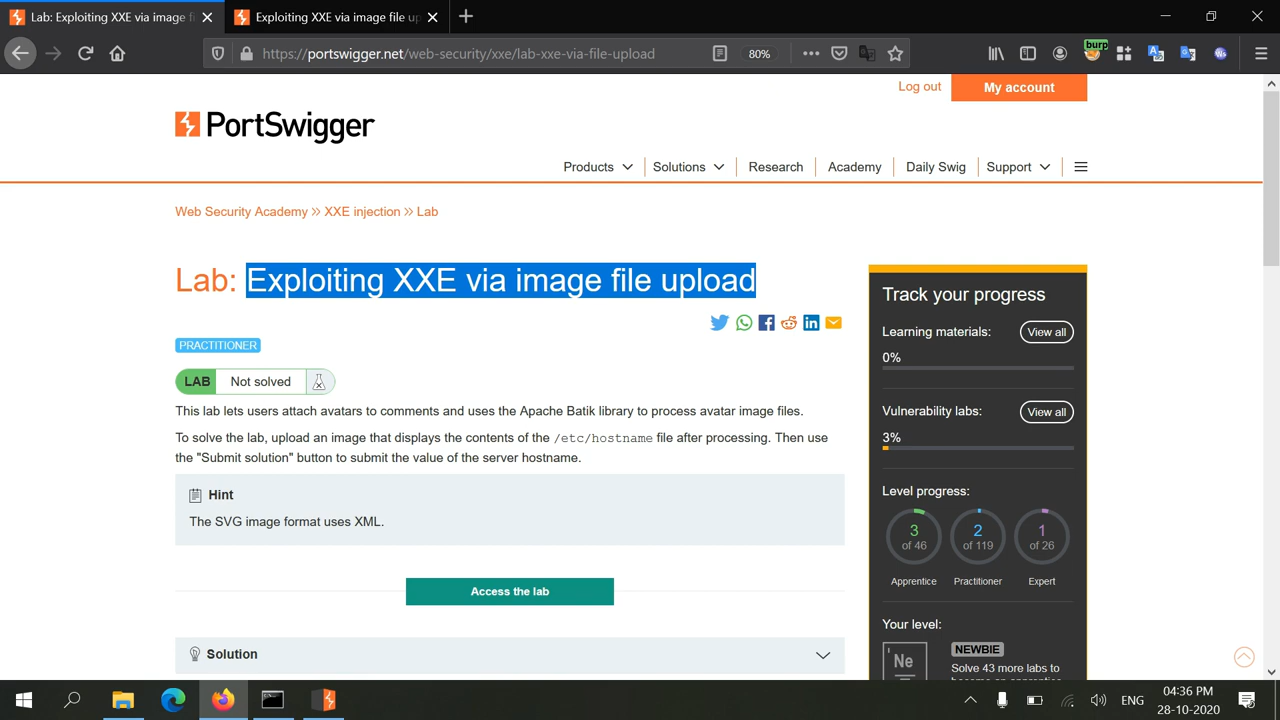 Lab: Exploiting XXE via image fi
Exploiting XXE via image file up
https://portswigger.net/web-security/xxe/lab-xxe-via-file-upload
80%
burp
Log out
My account
PortSwigger
Products
Solutions
Research
Academy
Daily Swig
Support
Web Security Academy » XXE injection » Lab
Lab: Exploiting XXE via image file upload
PRACTITIONER
LAB
Not solved
This lab lets users attach avatars to comments and uses the Apache Batik library to process avatar image files.
To solve the lab, upload an image that displays the contents of the /etc/hostname file after processing. Then use
the "Submit solution" button to submit the value of the server hostname.
Hint
The SVG image format uses XML.
Access the lab
Solution
Track your progress
Learning materials:
View all
0%
Vulnerability labs:
View all
3%
Level progress:
3
of 46
2
of 119
1
of 26
Apprentice
Practitioner
Expert
Your level:
Ne
NEWBIE
Solve 43 more labs to
ENG
04:36 PM
28-10-2020